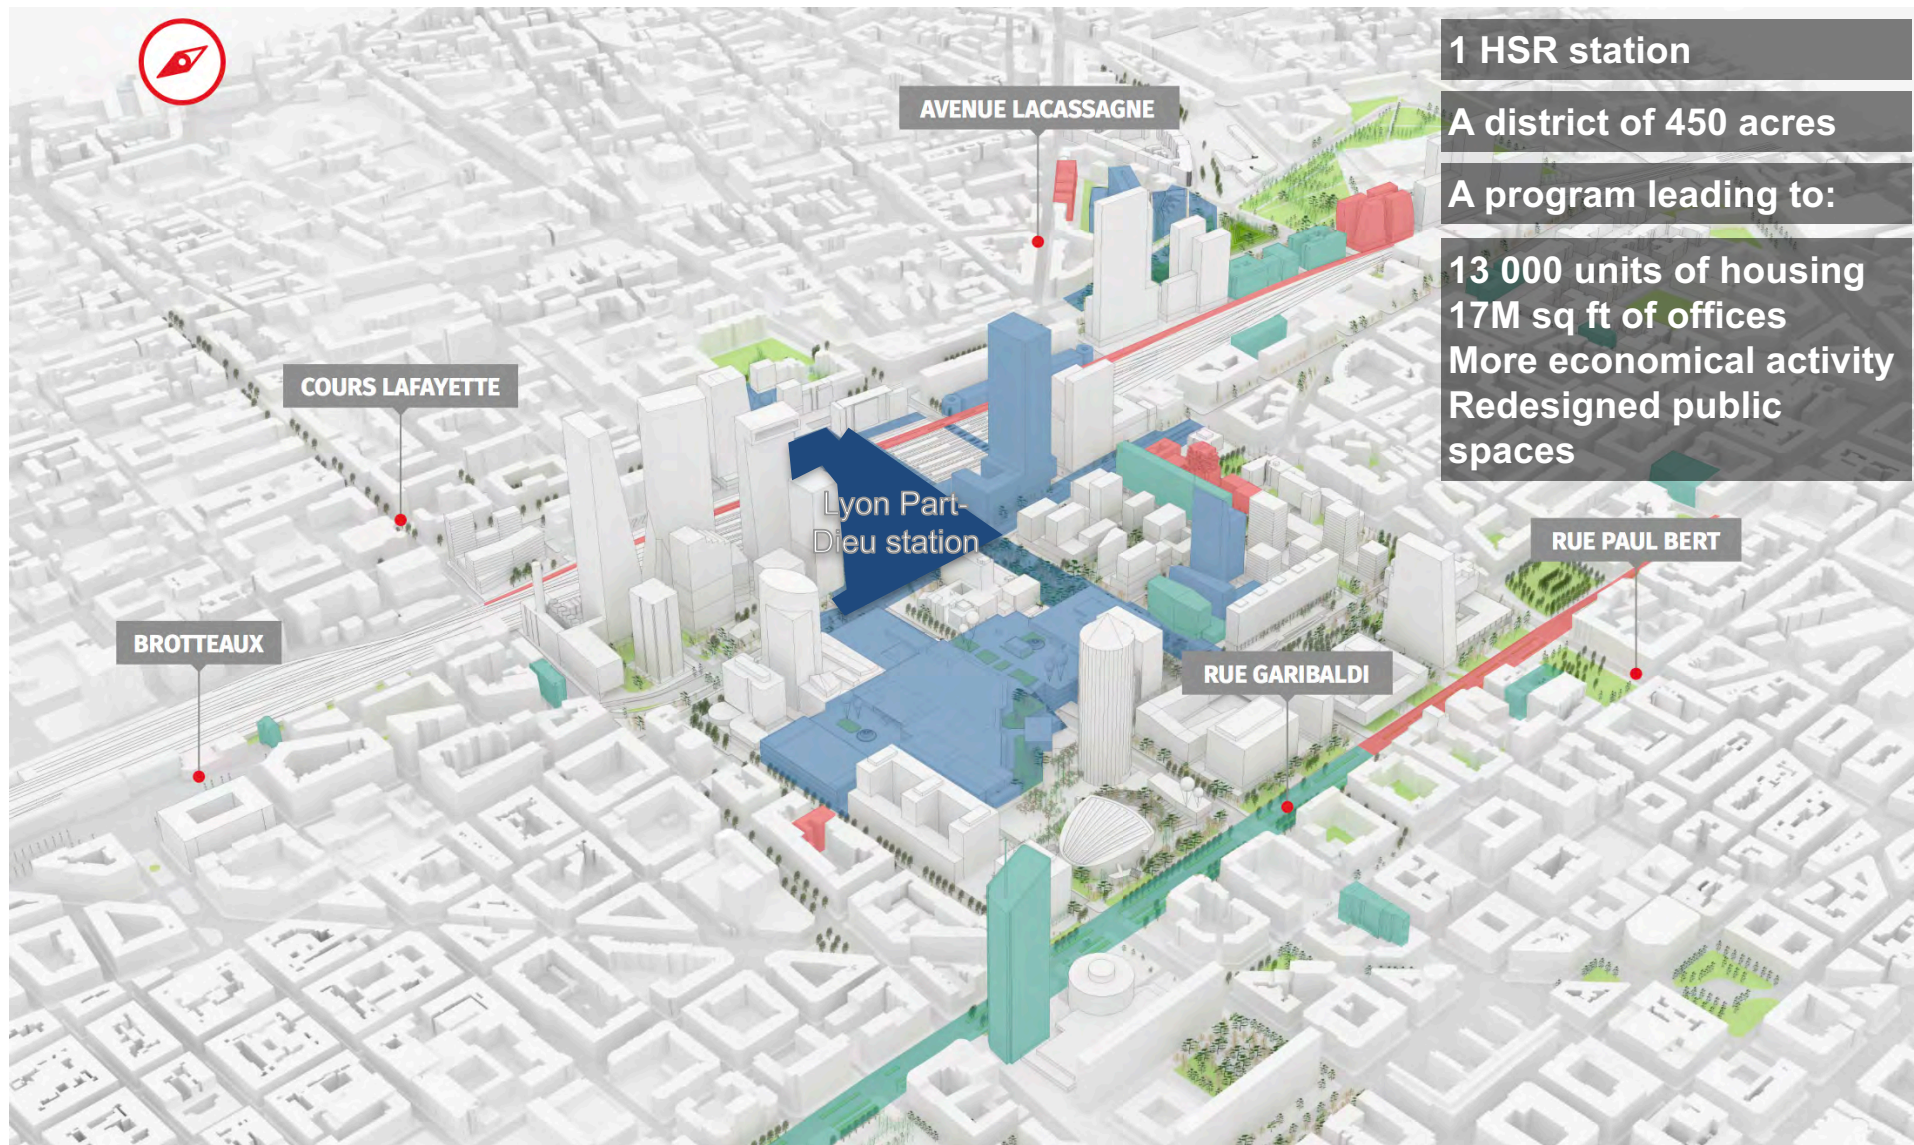 1 HSR station
A district of 450 acres
A program leading to:
13 000 units of housing
17M sq ft of offices
More economical activity
Redesigned public
spaces
AVENUE LACASSAGNE
COURS LAFAYETTE
Lyon Part-
Dieu station
RUE PAUL BERT
BROTTEAUX
RUE GARIBALDI